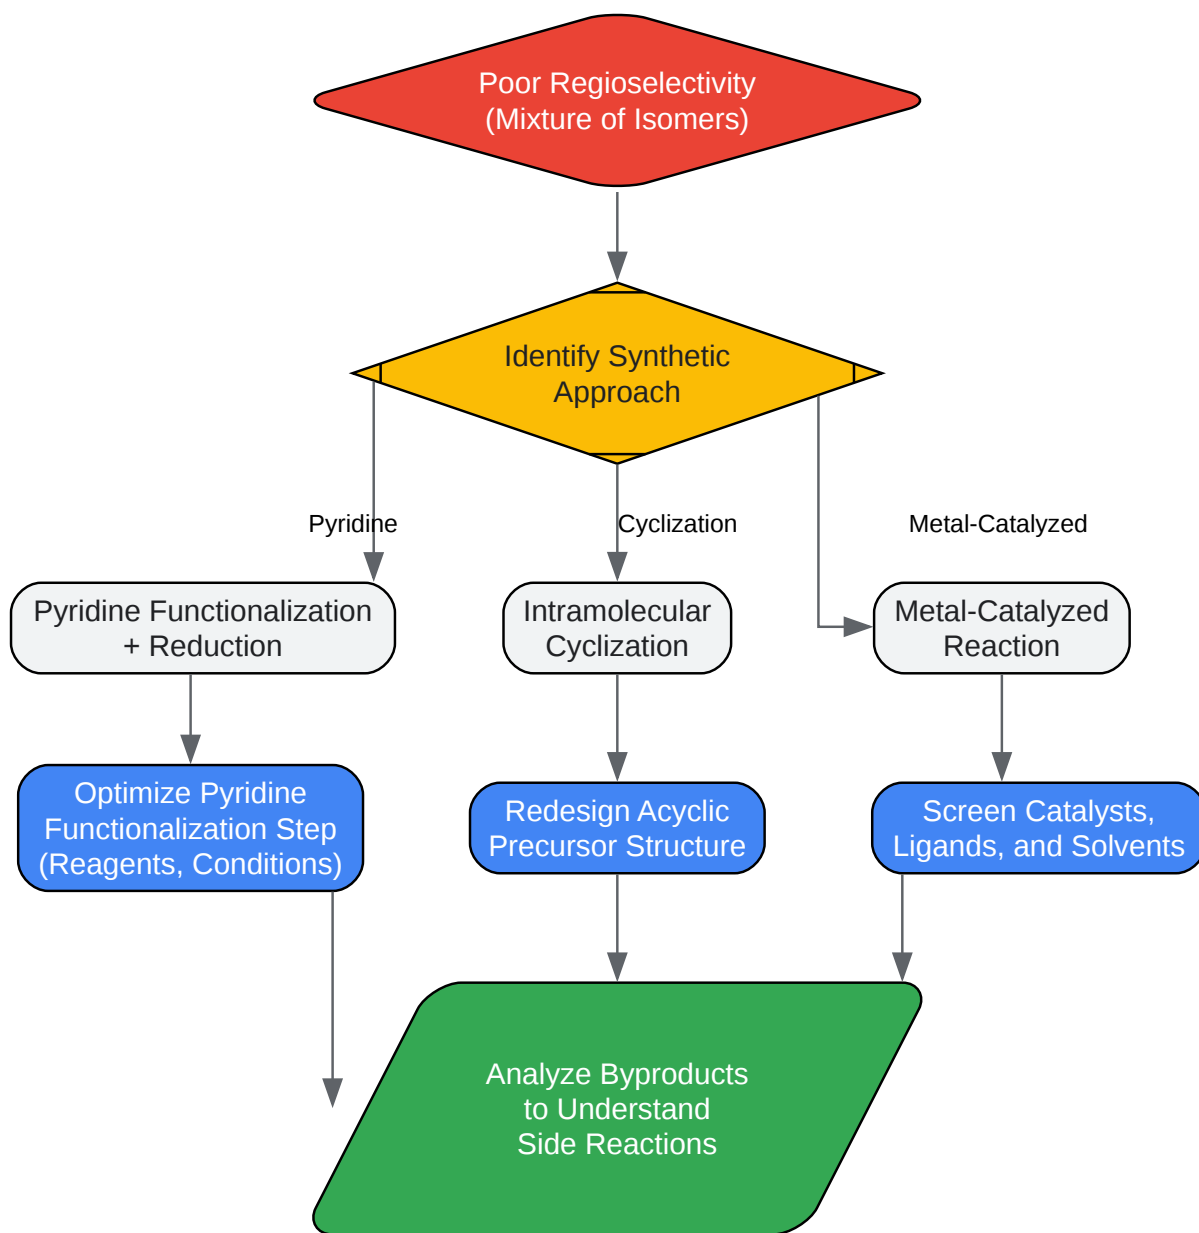 Poor Regioselectivity
(Mixture of Isomers)
Identify Synthetic
Approach
Pyridine
Cyclization
Metal-Catalyzed
Pyridine Functionalization
+ Reduction
Intramolecular
Cyclization
Metal-Catalyzed
Reaction
Optimize Pyridine
Functionalization Step
(Reagents, Conditions)
Redesign Acyclic
Precursor Structure
Screen Catalysts,
Ligands, and Solvents
Analyze Byproducts
to Understand
Side Reactions